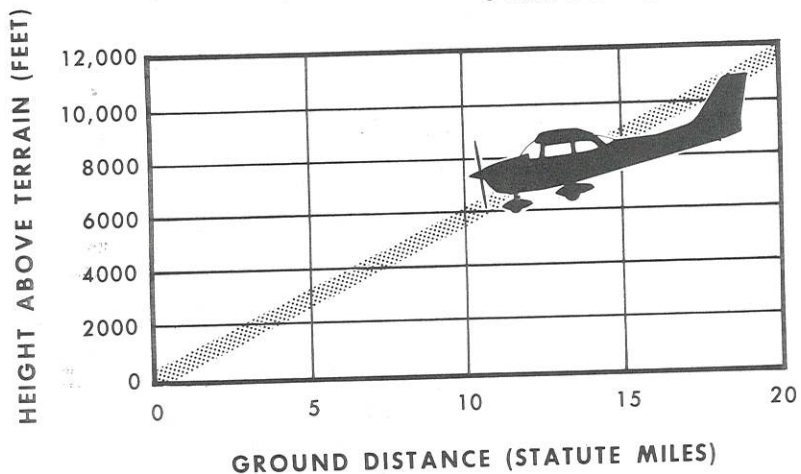 HEIGHT ABOVE TERRAIN (FEET)
12,000
10,000
8000
6000
4000
2000
0
0 5 10 15 20
GROUND DISTANCE (STATUTE MILES)